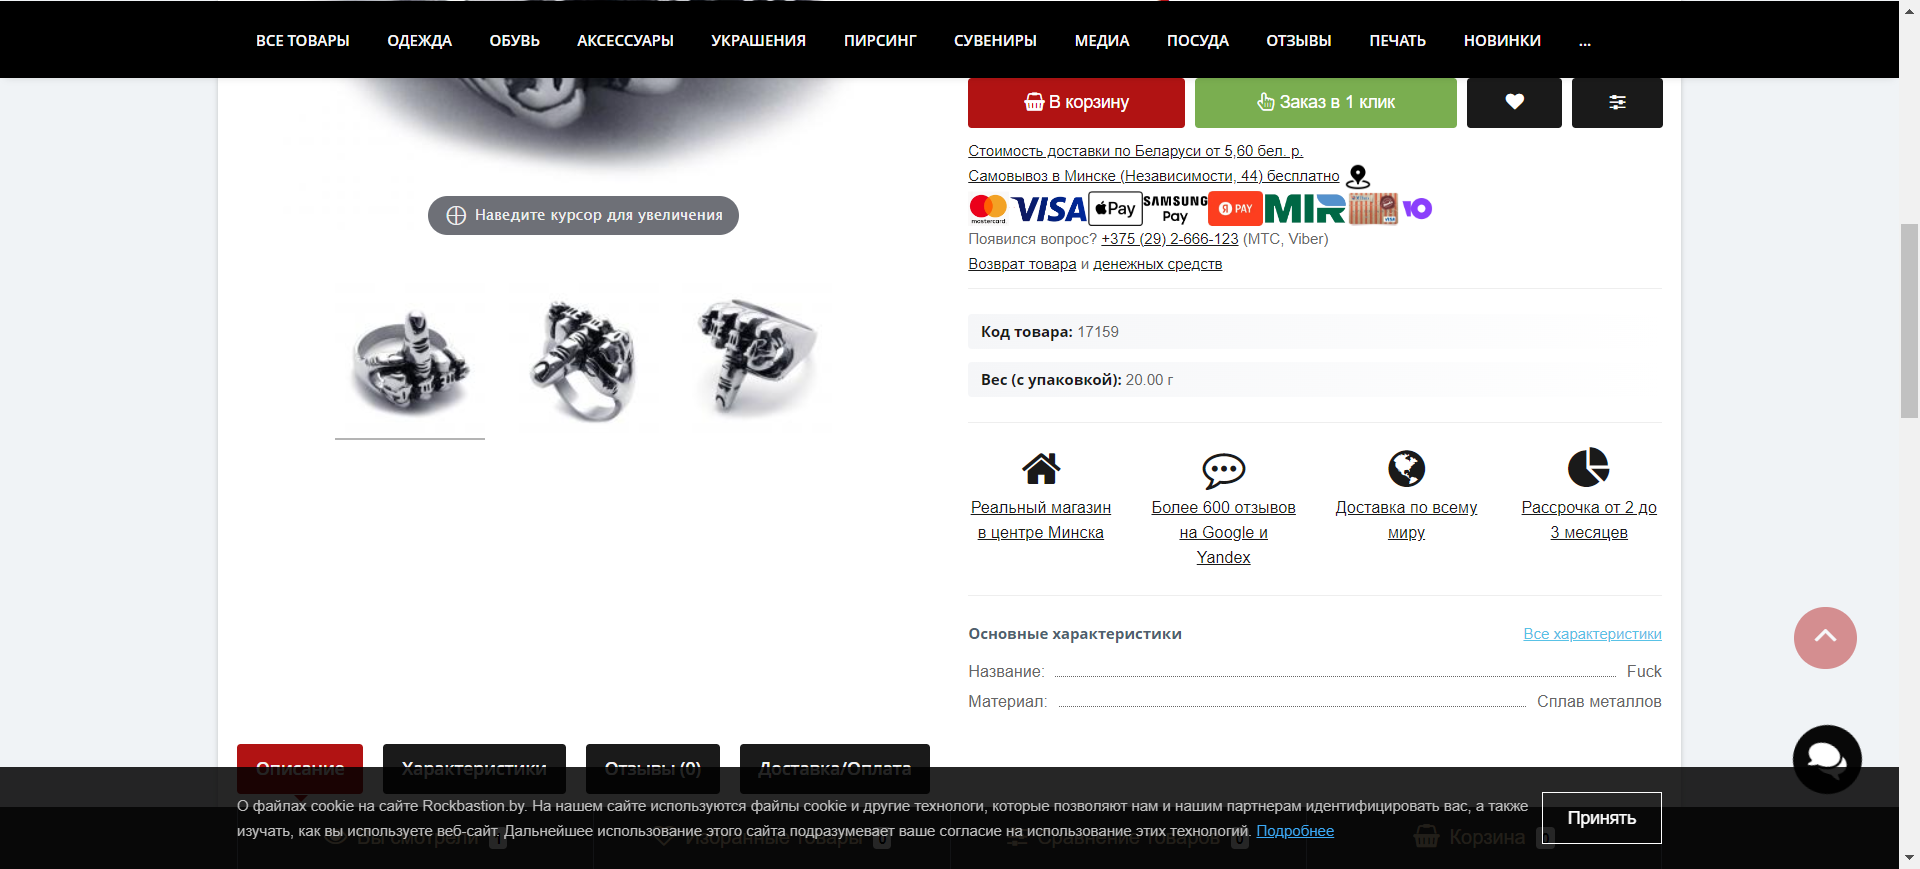 ВСЕ ТОВАРЫ ОДЕЖДА ОБУВЬ АКСЕССУАРЫ УКРАШЕНИЯ ПИРСИНГ СУВЕНИРЫ МЕДИА ПОСУДА ОТЗЫВЫ ПЕЧАТЬ НОВИНКИ ...
В корзину Заказ в 1 клик
Стоимость доставки по Беларуси от 5,60 бел. р.
Самовывоз в Минске (Независимости, 44) бесплатно
mastercard VISA Pay SAMSUNG Pay Я PAY MIR VISA Ю
Появился вопрос? +375 (29) 2-666-123 (МТС, Viber)
Возврат товара и денежных средств
Наведите курсор для увеличения
Код товара: 17159
Вес (с упаковкой): 20.00 г
Реальный магазин
в центре Минска
Более 600 отзывов
на Google и
Yandex
Доставка по всему
миру
Рассрочка от 2 до
3 месяцев
Основные характеристики Все характеристики
Название: Fuck
Материал: Сплав металлов
Описание Характеристики Отзывы (0) Доставка/Оплата
О файлах cookie на сайте Rockbastion.by. На нашем сайте используются файлы cookie и другие технологи, которые позволяют нам и нашим партнерам идентифицировать вас, а также
изучать, как вы используете веб-сайт. Дальнейшее использование этого сайта подразумевает ваше согласие на использование этих технологий. Подробнее
Принять
Вы смотрели 1 Избранные товары 0 Сравнение товаров 0 Корзина 0